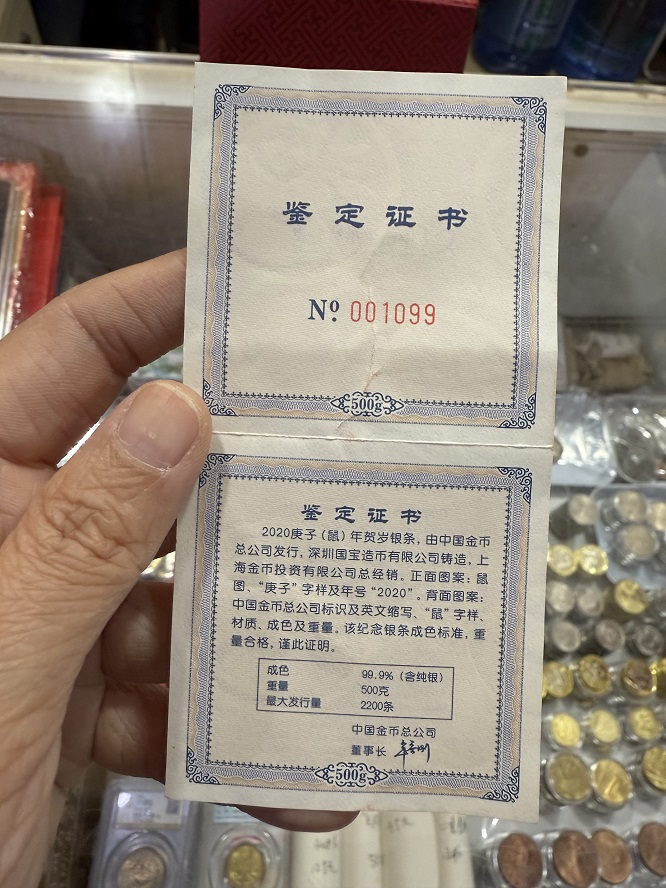 鉴定证书
Nº 001099
500g
鉴定证书
2020庚子（鼠）年贺岁银条，由中国金币
总公司发行，深圳国宝造币有限公司铸造，上
海金币投资有限公司总经销。正面图案：鼠
图、“庚子”字样及年号“2020”。背面图案：
中国金币总公司标识及英文缩写、“鼠”字样、
材质、成色及重量。该纪念银条成色标准，重
量合格，谨此证明。
成色 99.9%（含纯银）
重量 500克
最大发行量 2200条
中国金币总公司
董事长
500g